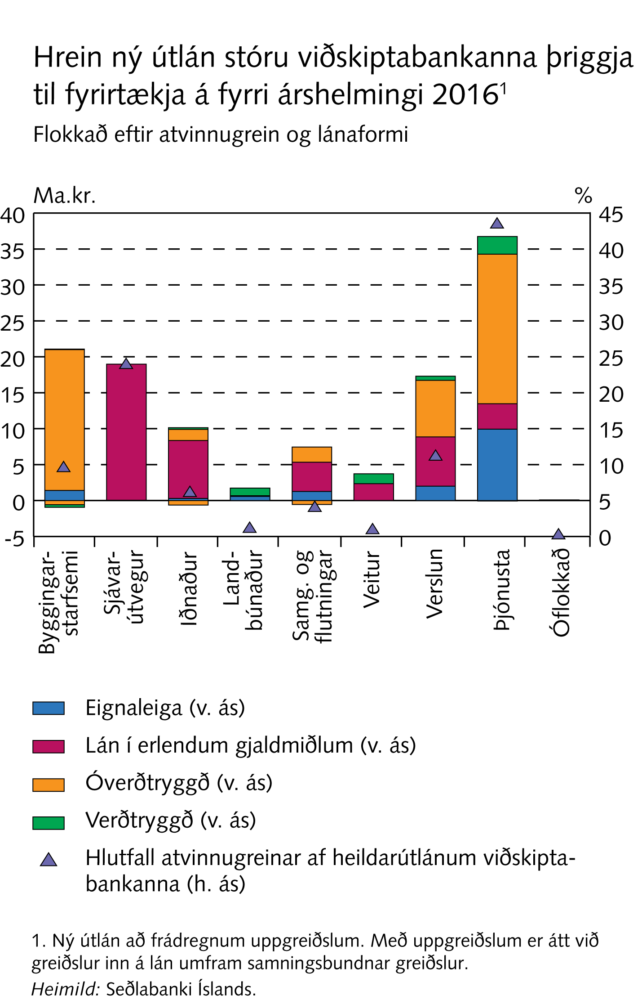 Hrein ný útlán stóru viðskiptabankanna þriggja
til fyrirtækja á fyrri árshelmingi 2016¹
Flokkað eftir atvinnugrein og lánaformi
Ma.kr. %
40 45
35 40
30 35
25 30
20 25
15 20
10 15
5 10
0 5
-5 0
Byggingar-
starfsemi
Sjávar-
útvegur
Iðnaður
Land-
búnaður
Samg. og
flutningar
Veitur
Verslun
Þjónusta
Óflokkað
Eignaleiga (v. ás)
Lán í erlendum gjaldmiðlum (v. ás)
Óverðtryggð (v. ás)
Verðtryggð (v. ás)
Hlutfall atvinnugreinar af heildarútlánum viðskipta-
bankanna (h. ás)
1. Ný útlán að frádregnum uppgreiðslum. Með uppgreiðslum er átt við
greiðslur inn á lán umfram samningsbundnar greiðslur.
Heimild: Seðlabanki Íslands.